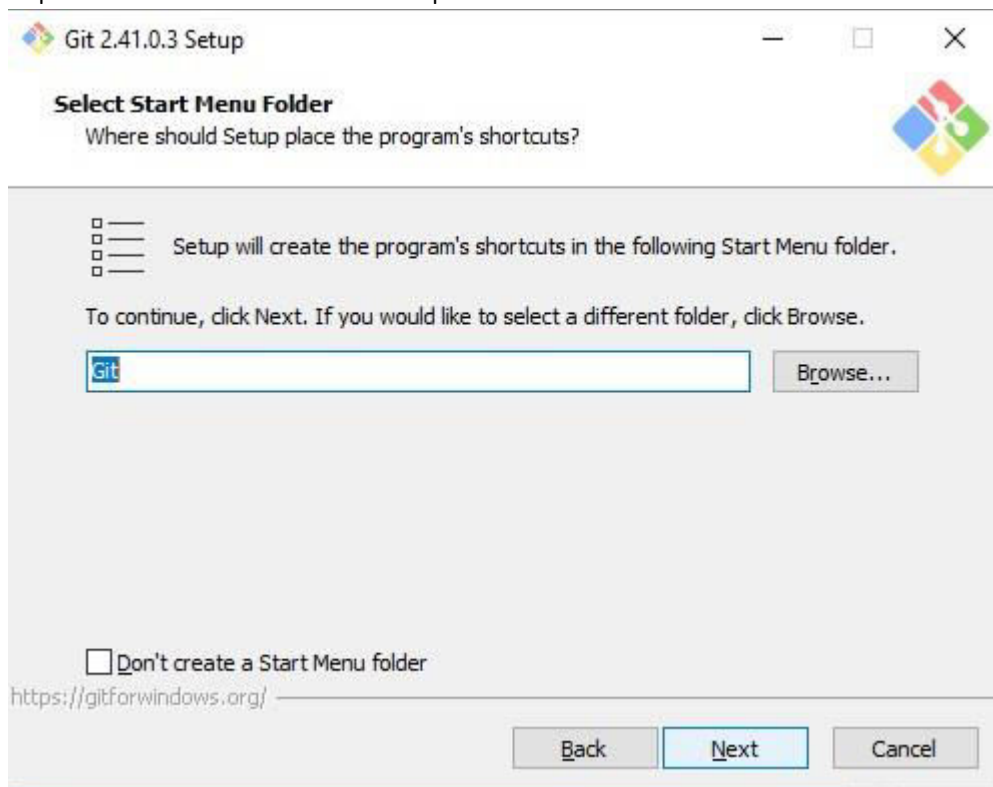 Git 2.41.0.3 Setup
Select Start Menu Folder
Where should Setup place the program's shortcuts?
Setup will create the program's shortcuts in the following Start Menu folder.
To continue, click Next. If you would like to select a different folder, click Browse.
Git
Browse...
Don't create a Start Menu folder
https://gitforwindows.org/
Back
Next
Cancel